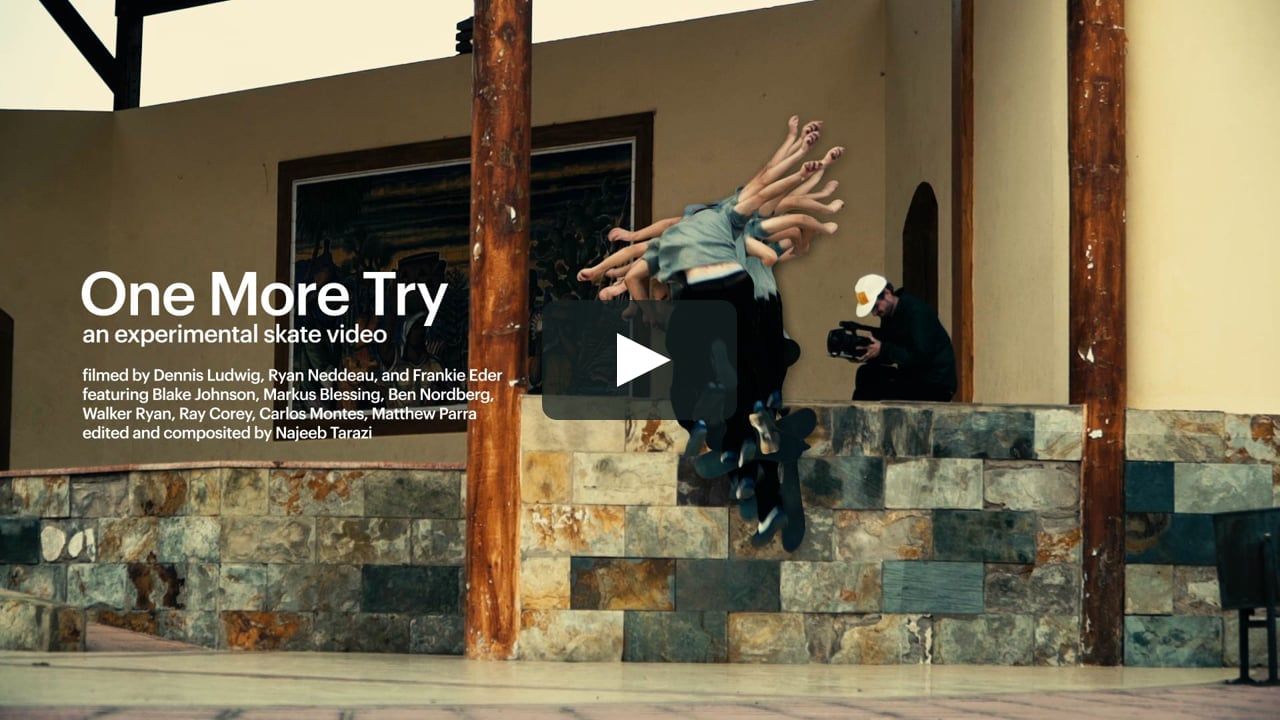 One More Try
an experimental skate video
filmed by Dennis Ludwig, Ryan Neddeau, and Frankie Eder
featuring Blake Johnson, Markus Blessing, Ben Nordberg,
Walker Ryan, Ray Corey, Carlos Montes, Matthew Parra
edited and composited by Najeeb Tarazi